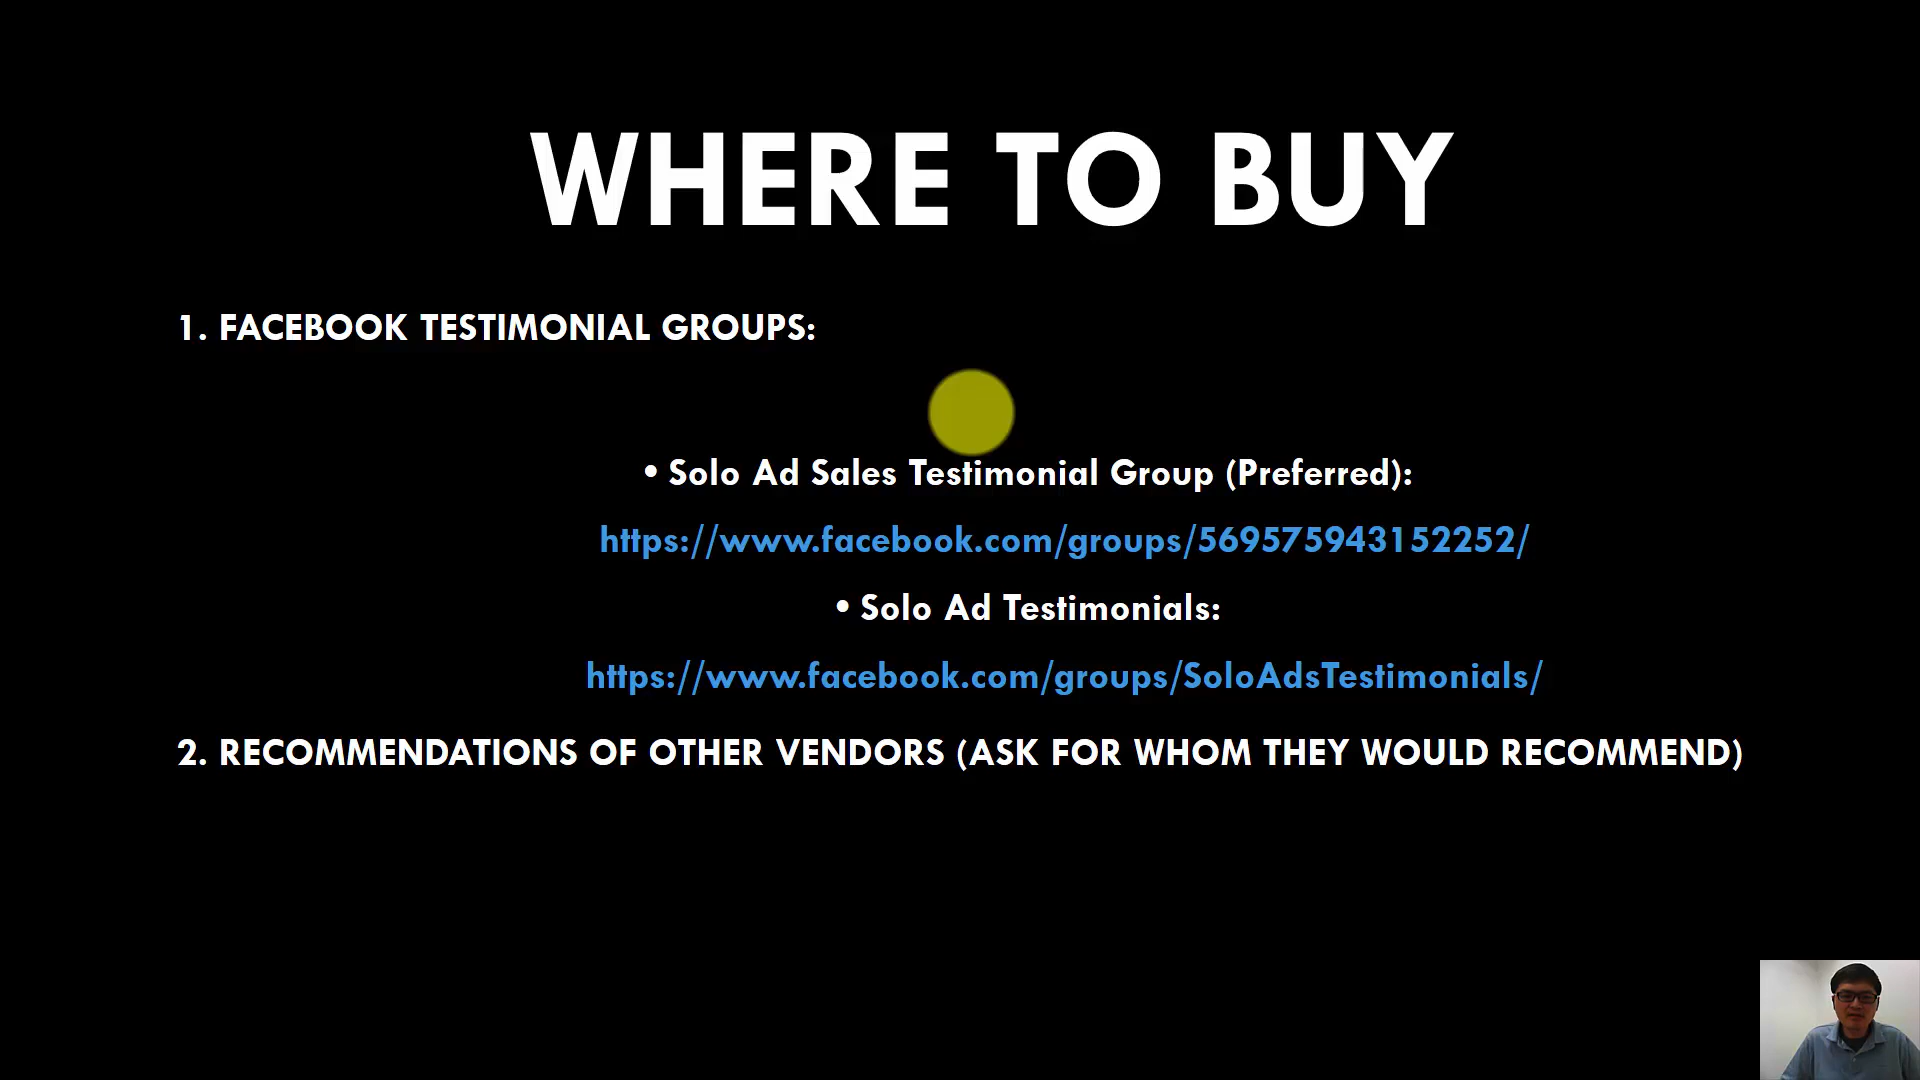 WHERE TO BUY
1. FACEBOOK TESTIMONIAL GROUPS:
• Solo Ad Sales Testimonial Group (Preferred):
https://www.facebook.com/groups/569575943152252/
• Solo Ad Testimonials:
https://www.facebook.com/groups/SoloAdsTestimonials/
2. RECOMMENDATIONS OF OTHER VENDORS (ASK FOR WHOM THEY WOULD RECOMMEND)